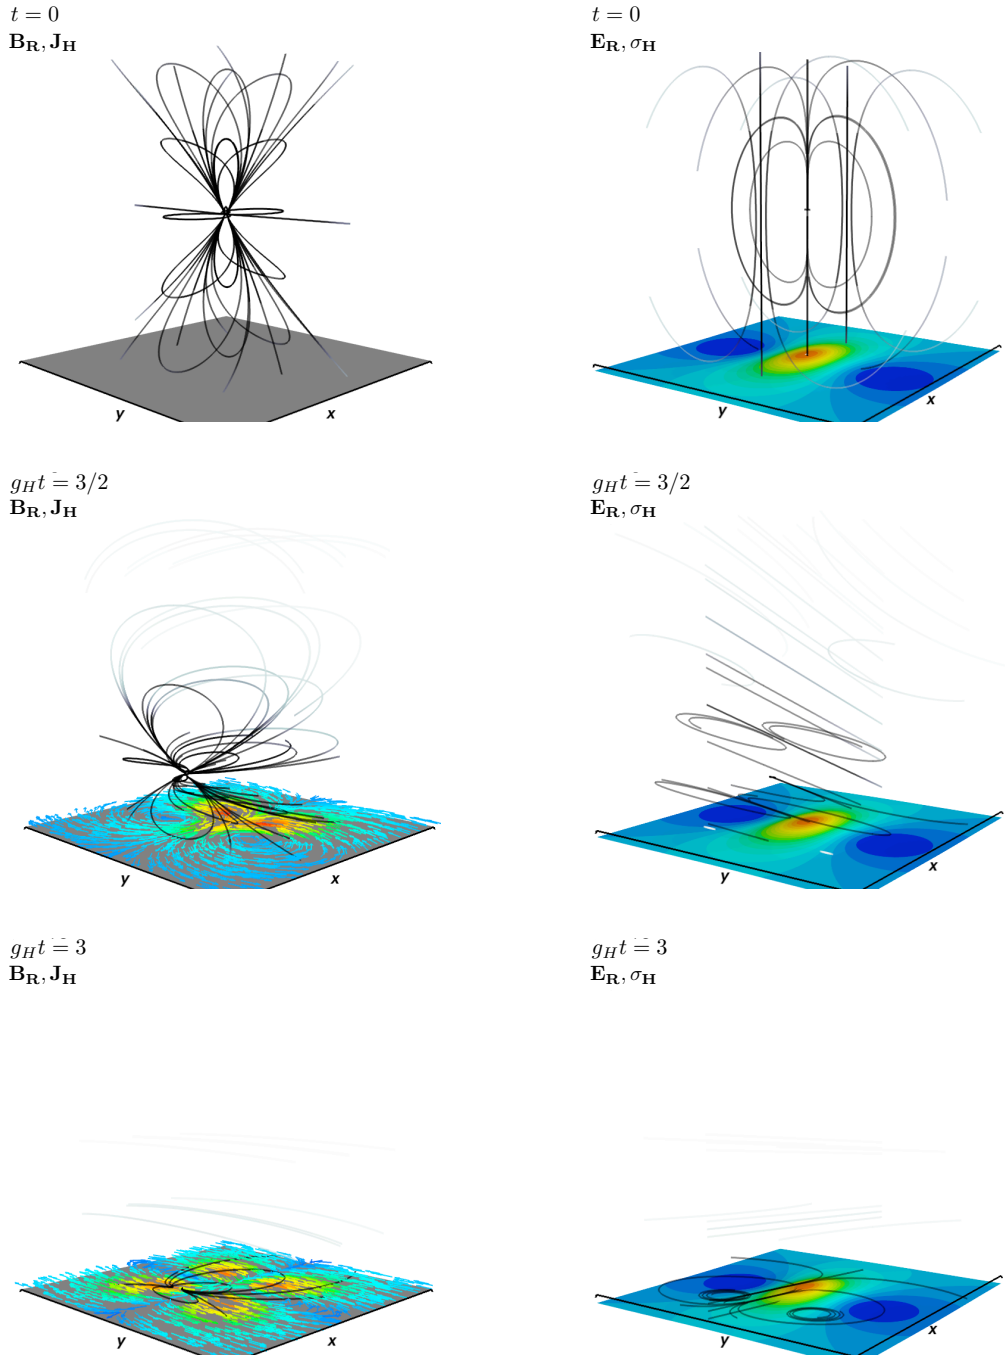 t = 0
B_R, J_H
y
x
t = 0
E_R, σ_H
y
x
g_H t = 3/2
B_R, J_H
y
x
g_H t = 3/2
E_R, σ_H
y
x
g_H t = 3
B_R, J_H
y
x
g_H t = 3
E_R, σ_H
y
x